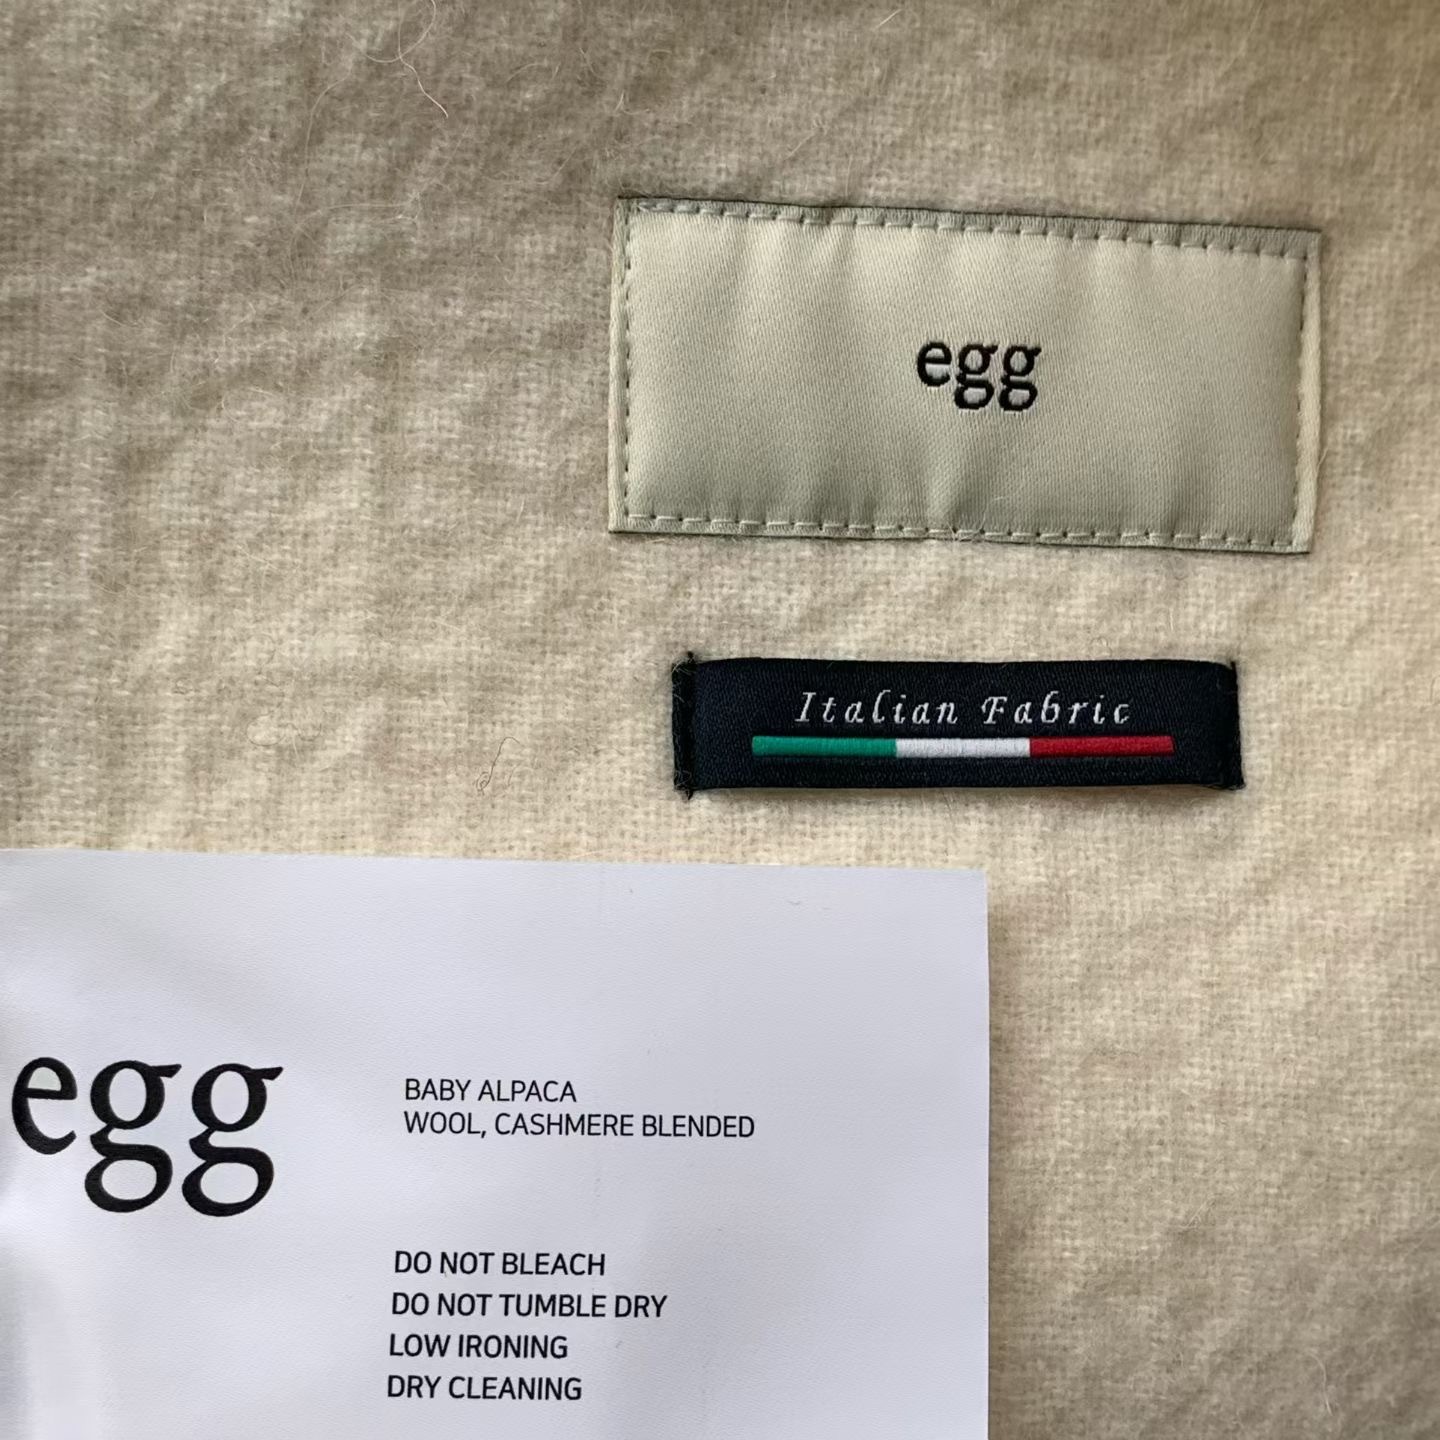 egg
Italian Fabric
egg
BABY ALPACA
WOOL, CASHMERE BLENDED
DO NOT BLEACH
DO NOT TUMBLE DRY
LOW IRONING
DRY CLEANING